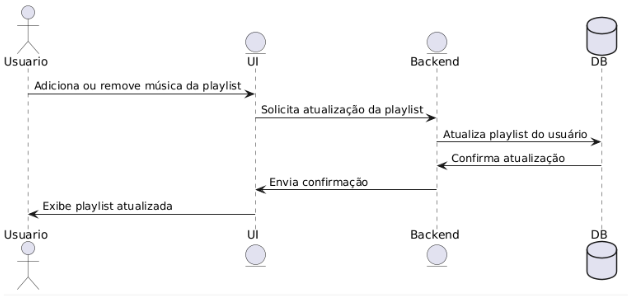 Usuario UI Backend DB
Adiciona ou remove música da playlist
Solicita atualização da playlist
Atualiza playlist do usuário
Confirma atualização
Envia confirmação
Exibe playlist atualizada
Usuario UI Backend DB